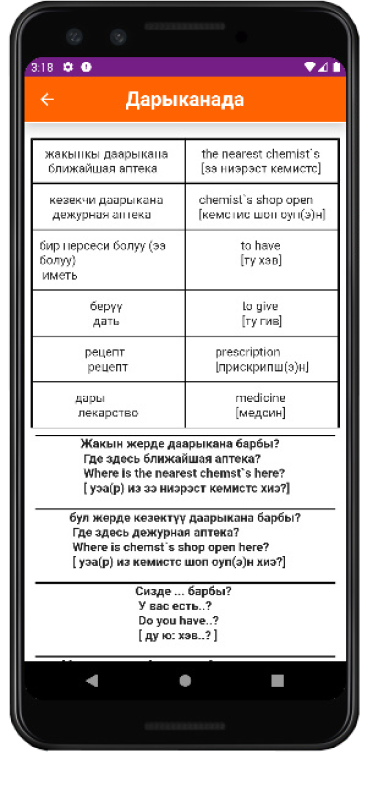 3:18
Дарыканада
жакынкы даарыкана
ближайшая аптека
the nearest chemist`s
[зэ ниэрэст кемистс]
кезекчи даарыкана
дежурная аптека
chemist`s shop open
[кемстис шоп оуп(э)н]
бир нерсеси болуу (ээ
болуу)
иметь
to have
[ту хэв]
берүү
дать
to give
[ту гив]
рецепт
рецепт
prescription
[прискрипш(э)н]
дары
лекарство
medicine
[медсин]
Жакын жерде даарыкана барбы?
Где здесь ближайшая аптека?
Where is the nearest chemst`s here?
[ уэа(р) из зэ ниэрэст кемистс хиэ?]
бул жерде кезектүү даарыкана барбы?
Где здесь дежурная аптека?
Where is chemst`s shop open here?
[ уэа(р) из кемистс шоп оуп(э)н хиэ?]
Сизде ... барбы?
У вас есть..?
Do you have..?
[ ду ю: хэв..? ]